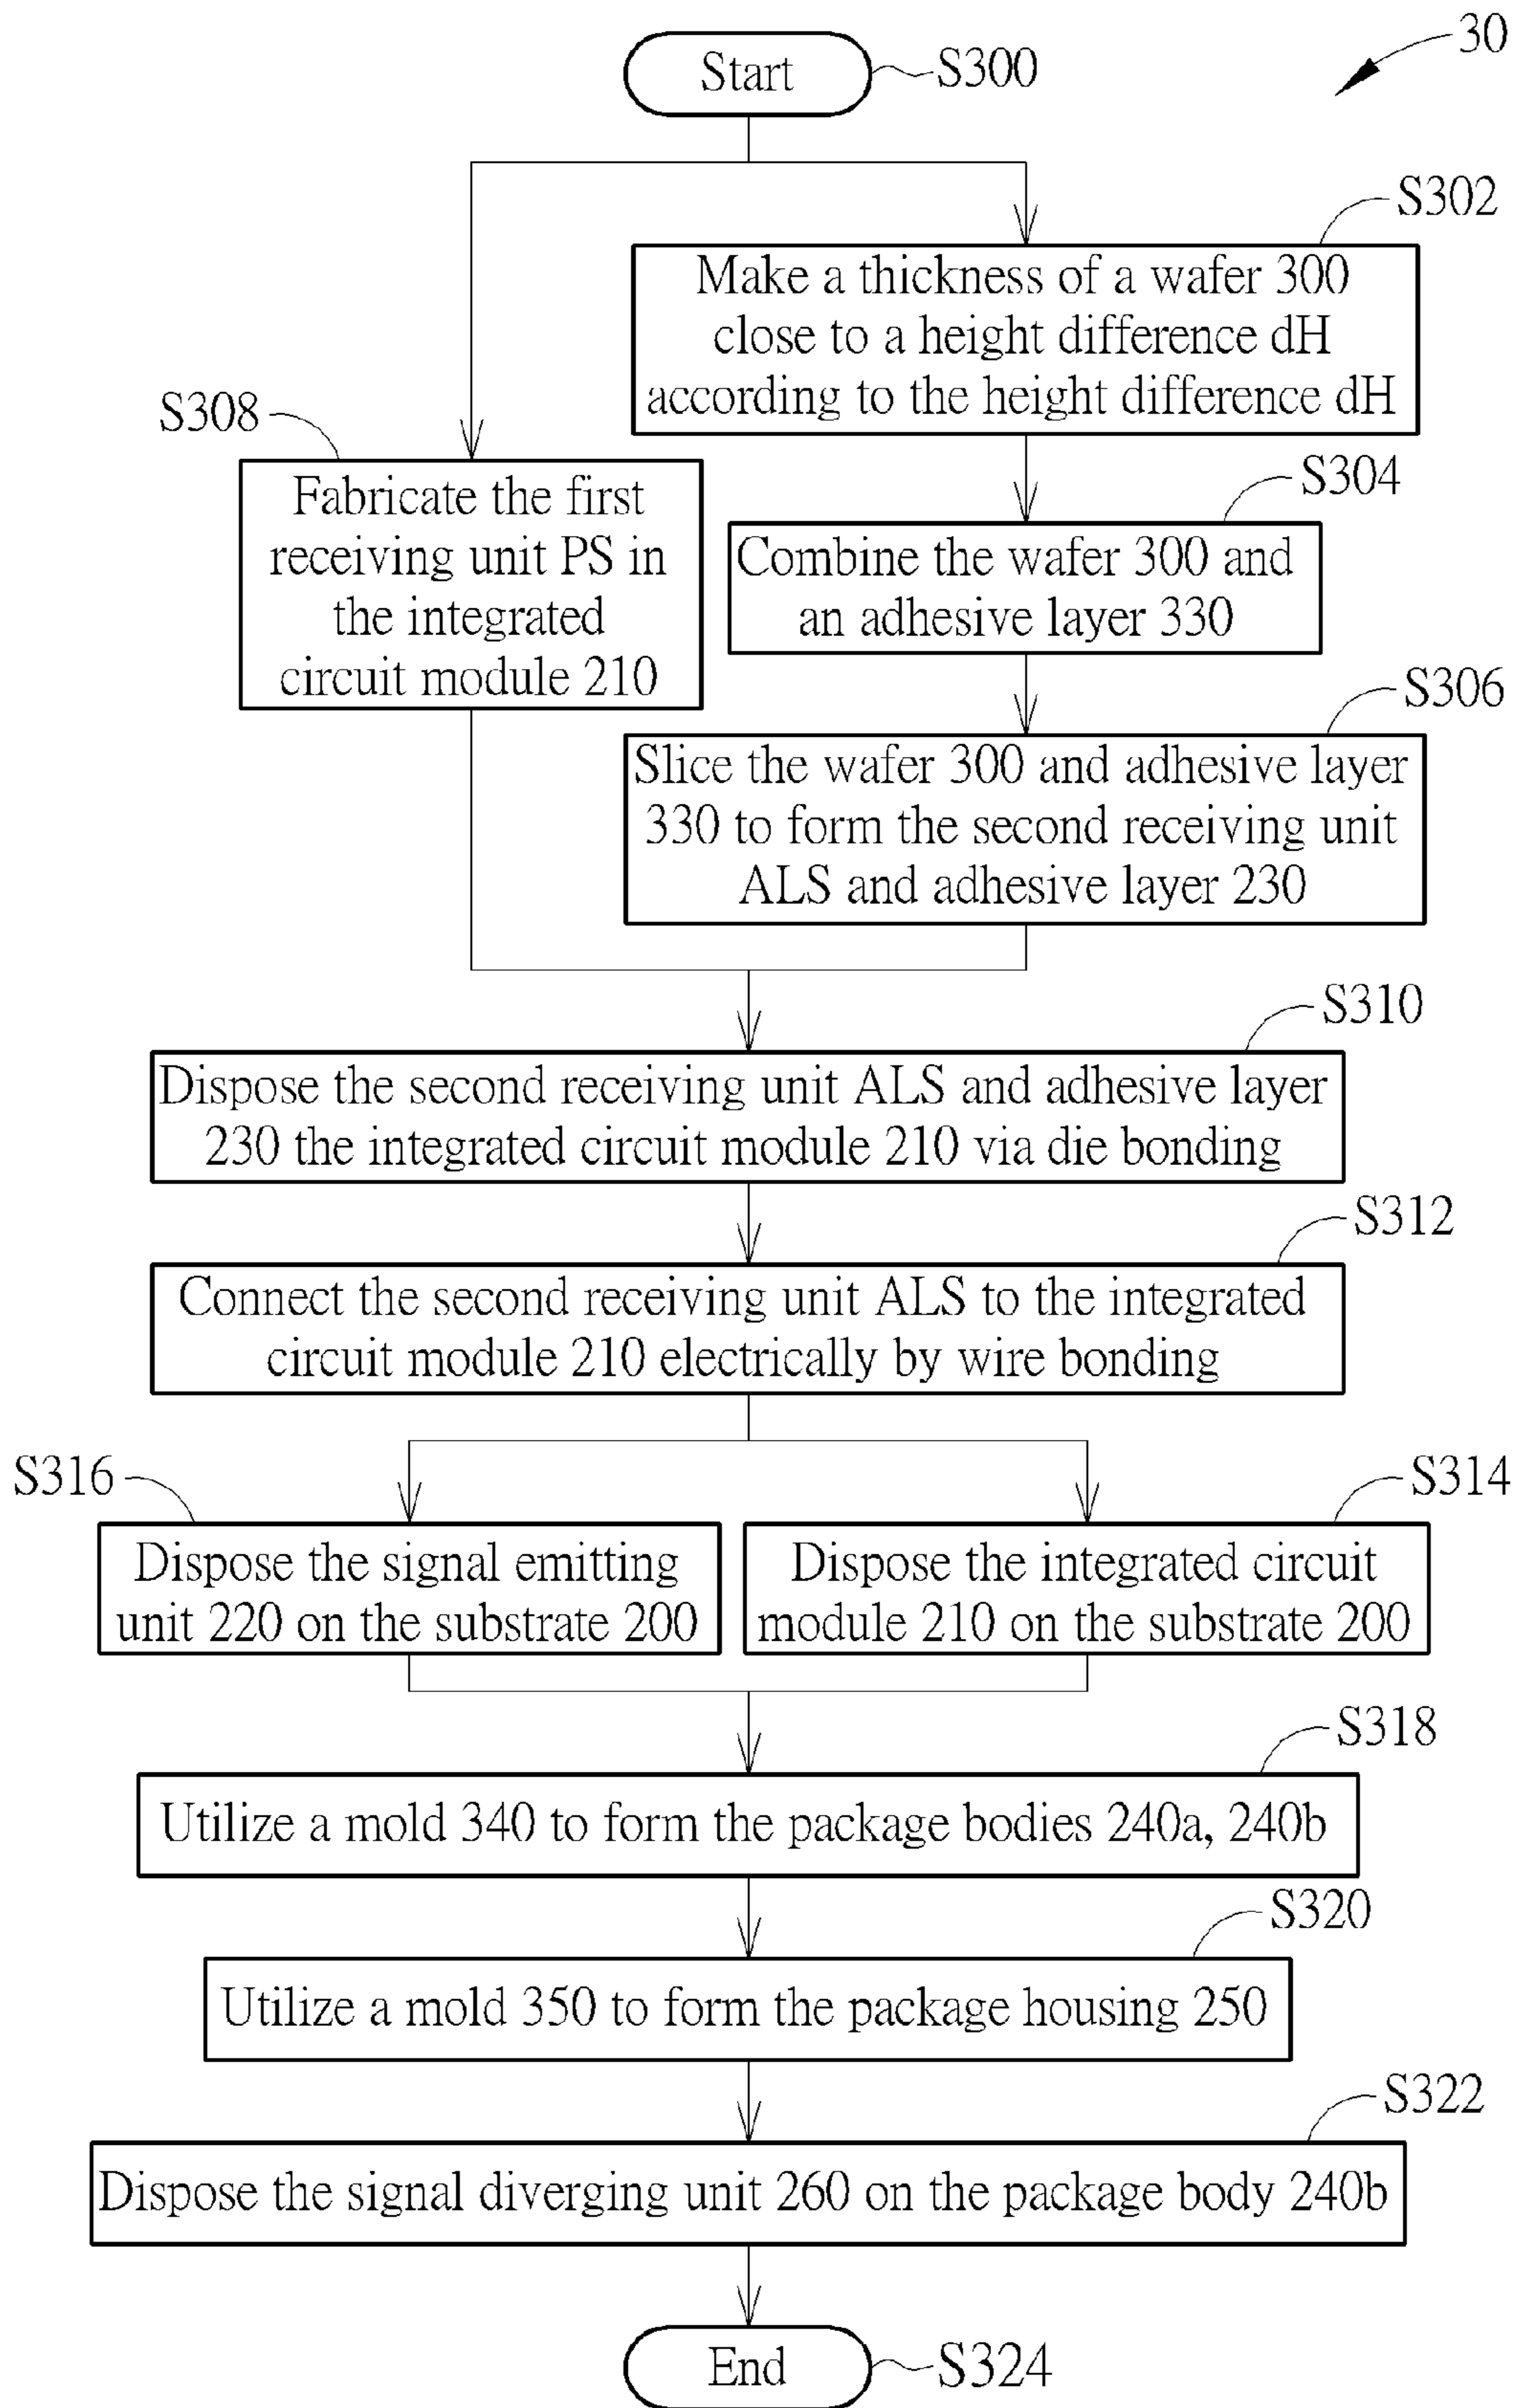 30
Start
S300
S302
Make a thickness of a wafer 300
close to a height difference dH
according to the height difference dH
S308
Fabricate the first
receiving unit PS in
the integrated
circuit module 210
S304
Combine the wafer 300 and
an adhesive layer 330
S306
Slice the wafer 300 and adhesive layer
330 to form the second receiving unit
ALS and adhesive layer 230
S310
Dispose the second receiving unit ALS and adhesive layer
230 the integrated circuit module 210 via die bonding
S312
Connect the second receiving unit ALS to the integrated
circuit module 210 electrically by wire bonding
S316
Dispose the signal emitting
unit 220 on the substrate 200
S314
Dispose the integrated circuit
module 210 on the substrate 200
S318
Utilize a mold 340 to form the package bodies 240a, 240b
S320
Utilize a mold 350 to form the package housing 250
S322
Dispose the signal diverging unit 260 on the package body 240b
End
S324